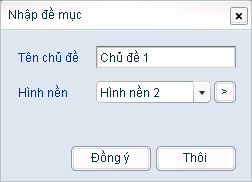 Nhập đề mục
Tên chủ đề Chủ đề 1
Hình nền Hình nền 2 >
Đồng ý Thôi